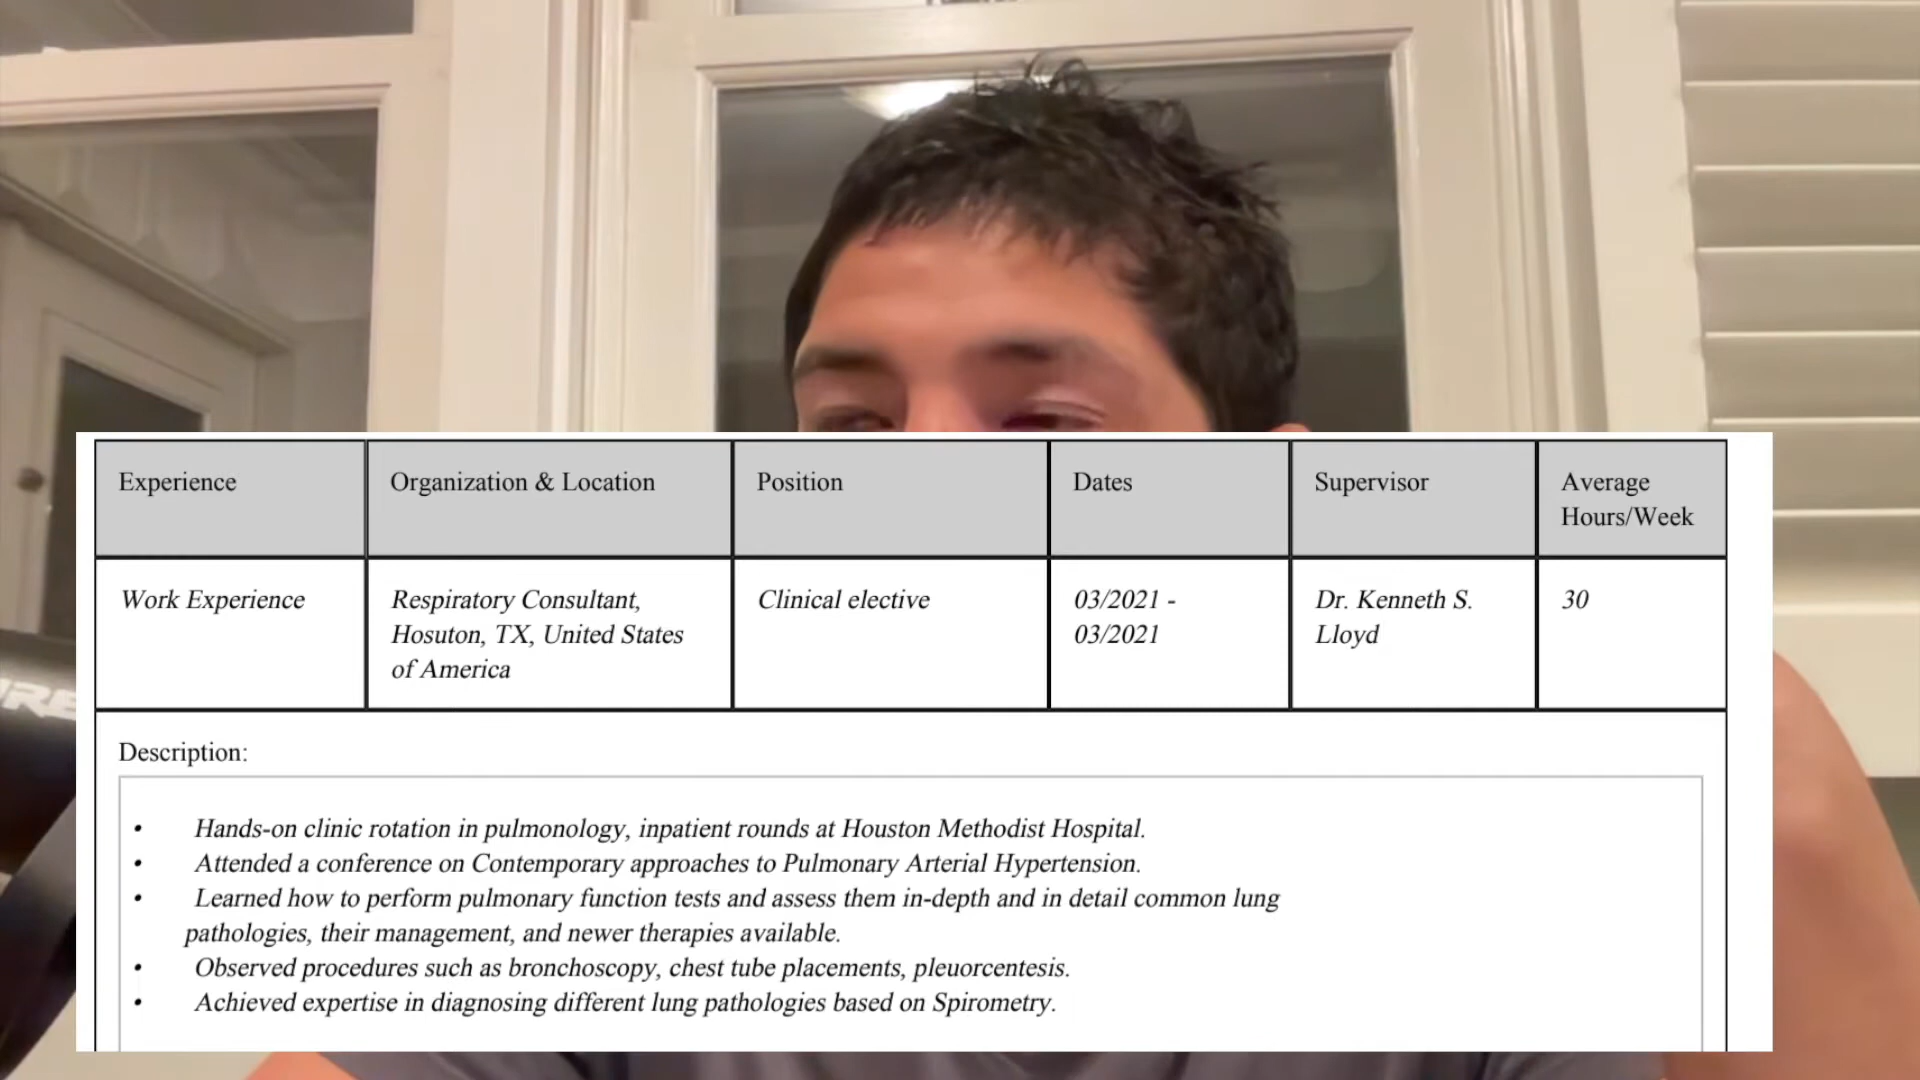 Experience
Organization & Location
Position
Dates
Supervisor
Average
Hours/Week
Work Experience
Respiratory Consultant,
Hosuton, TX, United States
of America
Clinical elective
03/2021 -
03/2021
Dr. Kenneth S.
Lloyd
30
Description:
• Hands-on clinic rotation in pulmonology, inpatient rounds at Houston Methodist Hospital.
• Attended a conference on Contemporary approaches to Pulmonary Arterial Hypertension.
• Learned how to perform pulmonary function tests and assess them in-depth and in detail common lung
pathologies, their management, and newer therapies available.
• Observed procedures such as bronchoscopy, chest tube placements, pleuorcentesis.
• Achieved expertise in diagnosing different lung pathologies based on Spirometry.